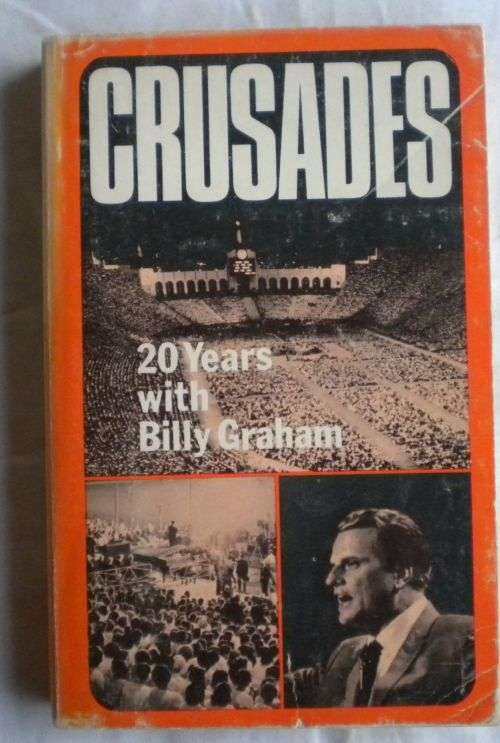 CRUSADES
20 Years
with
Billy Graham